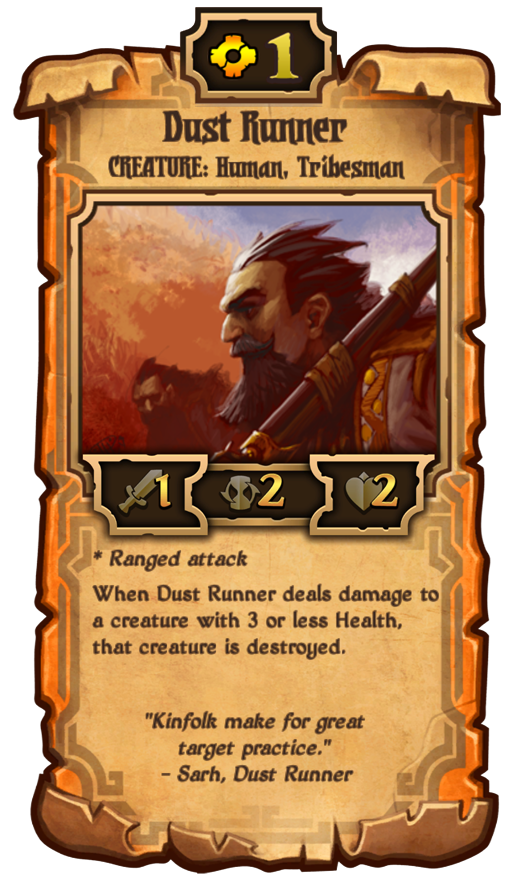 1
Dust Runner
CREATURE: Human, Tribesman
1 2 2
* Ranged attack
When Dust Runner deals damage to
a creature with 3 or less Health,
that creature is destroyed.
"Kinfolk make for great
target practice."
- Sarh, Dust Runner